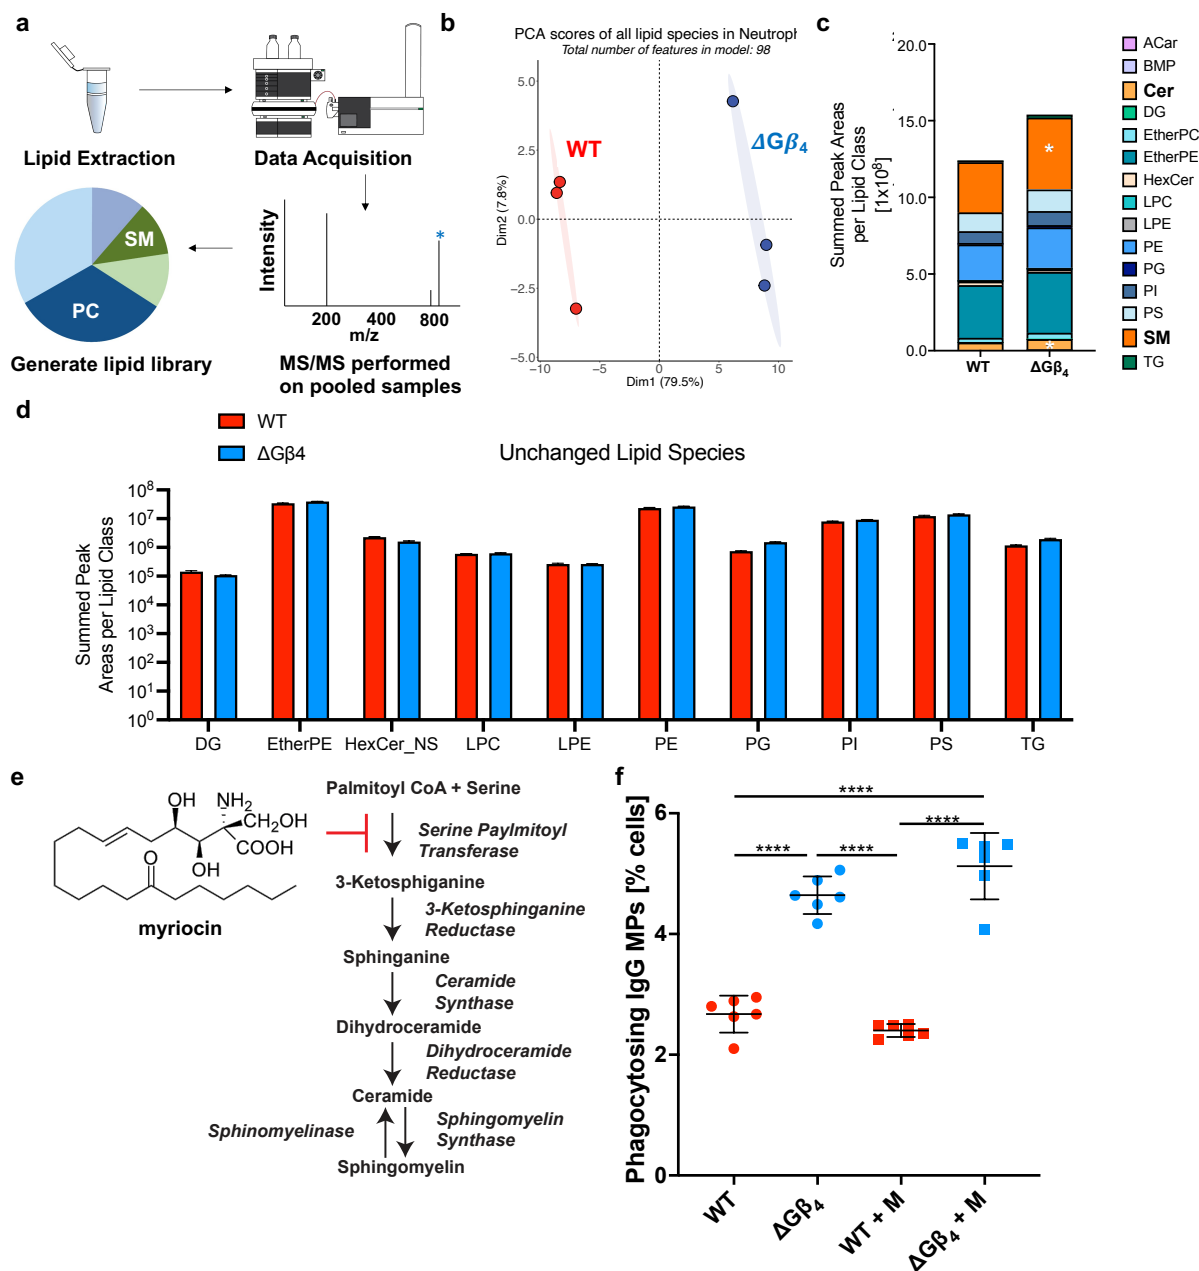 a
Lipid Extraction
Data Acquisition
SM
PC
Generate lipid library
Intensity
*
200 400 800
m/z
MS/MS performed
on pooled samples
b
PCA scores of all lipid species in Neutroph
Total number of features in model: 98
WT
ΔGβ4
Dim2 (7.8%)
5.0
2.5
0.0
-2.5
-5.0
-10 -5 0 5 10
Dim1 (79.5%)
c
Summed Peak Areas
per Lipid Class
[1x10⁸]
20.0
15.0
10.0
5.0
0.0
*
*
WT ΔGβ₄
ACar
BMP
Cer
DG
EtherPC
EtherPE
HexCer
LPC
LPE
PE
PG
PI
PS
SM
TG
d
WT
ΔGβ4
Unchanged Lipid Species
Summed Peak
Areas per Lipid Class
10⁸
10⁷
10⁶
10⁵
10⁴
10³
10²
10¹
10⁰
DG EtherPE HexCer_NS LPC LPE PE PG PI PS TG
e
OH NH₂
CH₂OH
COOH
O OH
myriocin
Palmitoyl CoA + Serine
Serine Paylmitoyl
Transferase
3-Ketosphiganine
3-Ketosphinganine
Reductase
Sphinganine
Ceramide
Synthase
Dihydroceramide
Dihydroceramide
Reductase
Ceramide
Sphinomyelinase
Sphingomyelin
Synthase
Sphingomyelin
f
Phagocytosing IgG MPs [% cells]
6
4
2
0
****
****
**** ****
WT
ΔGβ₄
WT + M
ΔGβ₄ + M